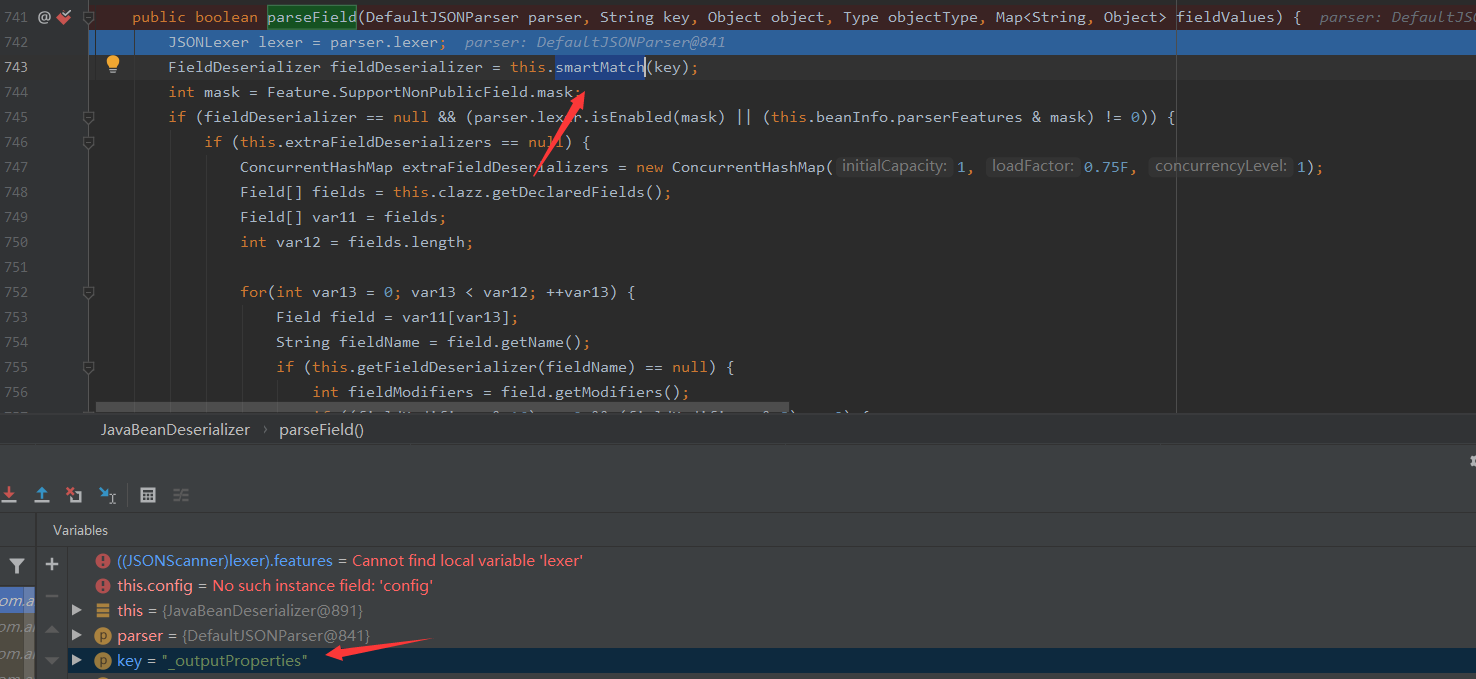 741 @ public boolean parseField(DefaultJSONParser parser, String key, Object object, Type objectType, Map<String, Object> fieldValues) { parser: DefaultJSO
742 JSONLexer lexer = parser.lexer; parser: DefaultJSONParser@841
743 FieldDeserializer fieldDeserializer = this.smartMatch(key);
744 int mask = Feature.SupportNonPublicField.mask;
745 if (fieldDeserializer == null && (parser.lexer.isEnabled(mask) || (this.beanInfo.parserFeatures & mask) != 0)) {
746 if (this.extraFieldDeserializers == null) {
747 ConcurrentHashMap extraFieldDeserializers = new ConcurrentHashMap( initialCapacity: 1, loadFactor: 0.75F, concurrencyLevel: 1);
748 Field[] fields = this.clazz.getDeclaredFields();
749 Field[] var11 = fields;
750 int var12 = fields.length;
751
752 for(int var13 = 0; var13 < var12; ++var13) {
753 Field field = var11[var13];
754 String fieldName = field.getName();
755 if (this.getFieldDeserializer(fieldName) == null) {
756 int fieldModifiers = field.getModifiers();
JavaBeanDeserializer › parseField()
Variables
((JSONScanner)lexer).features = Cannot find local variable 'lexer'
this.config = No such instance field: 'config'
om.a
this = {JavaBeanDeserializer@891}
om.al
parser = {DefaultJSONParser@841}
om.al
key = "_outputProperties"